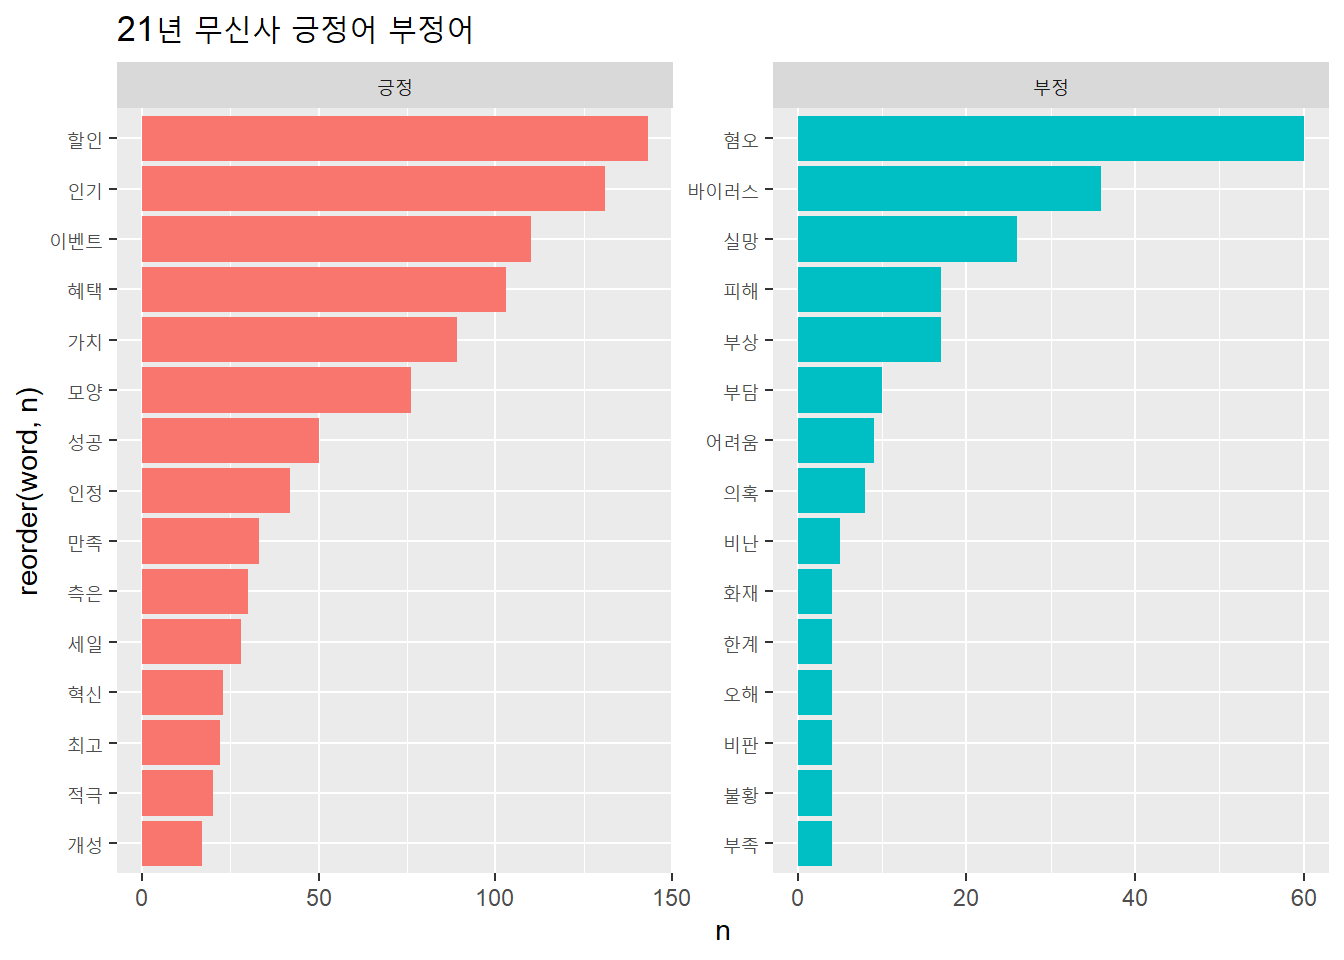 21년 무신사 긍정어 부정어
긍정
부정
할인
인기
이벤트
혜택
가치
모양
성공
인정
만족
측은
세일
혁신
최고
적극
개성
혐오
바이러스
실망
피해
부상
부담
어려움
의혹
비난
화재
한계
오해
비판
불황
부족
0 50 100 150
0 20 40 60
n
reorder(word, n)